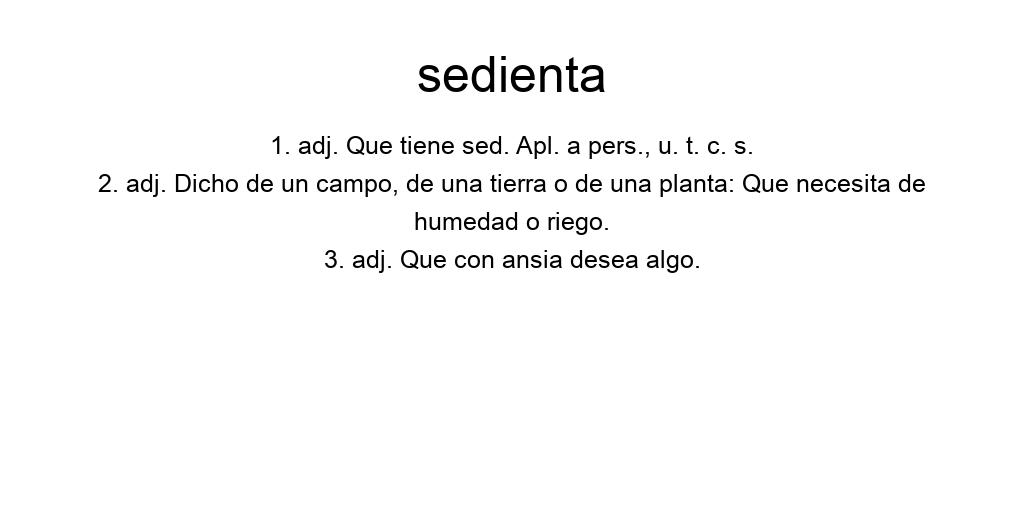 sedienta
1. adj. Que tiene sed. Apl. a pers., u. t. c. s.
2. adj. Dicho de un campo, de una tierra o de una planta: Que necesita de
humedad o riego.
3. adj. Que con ansia desea algo.